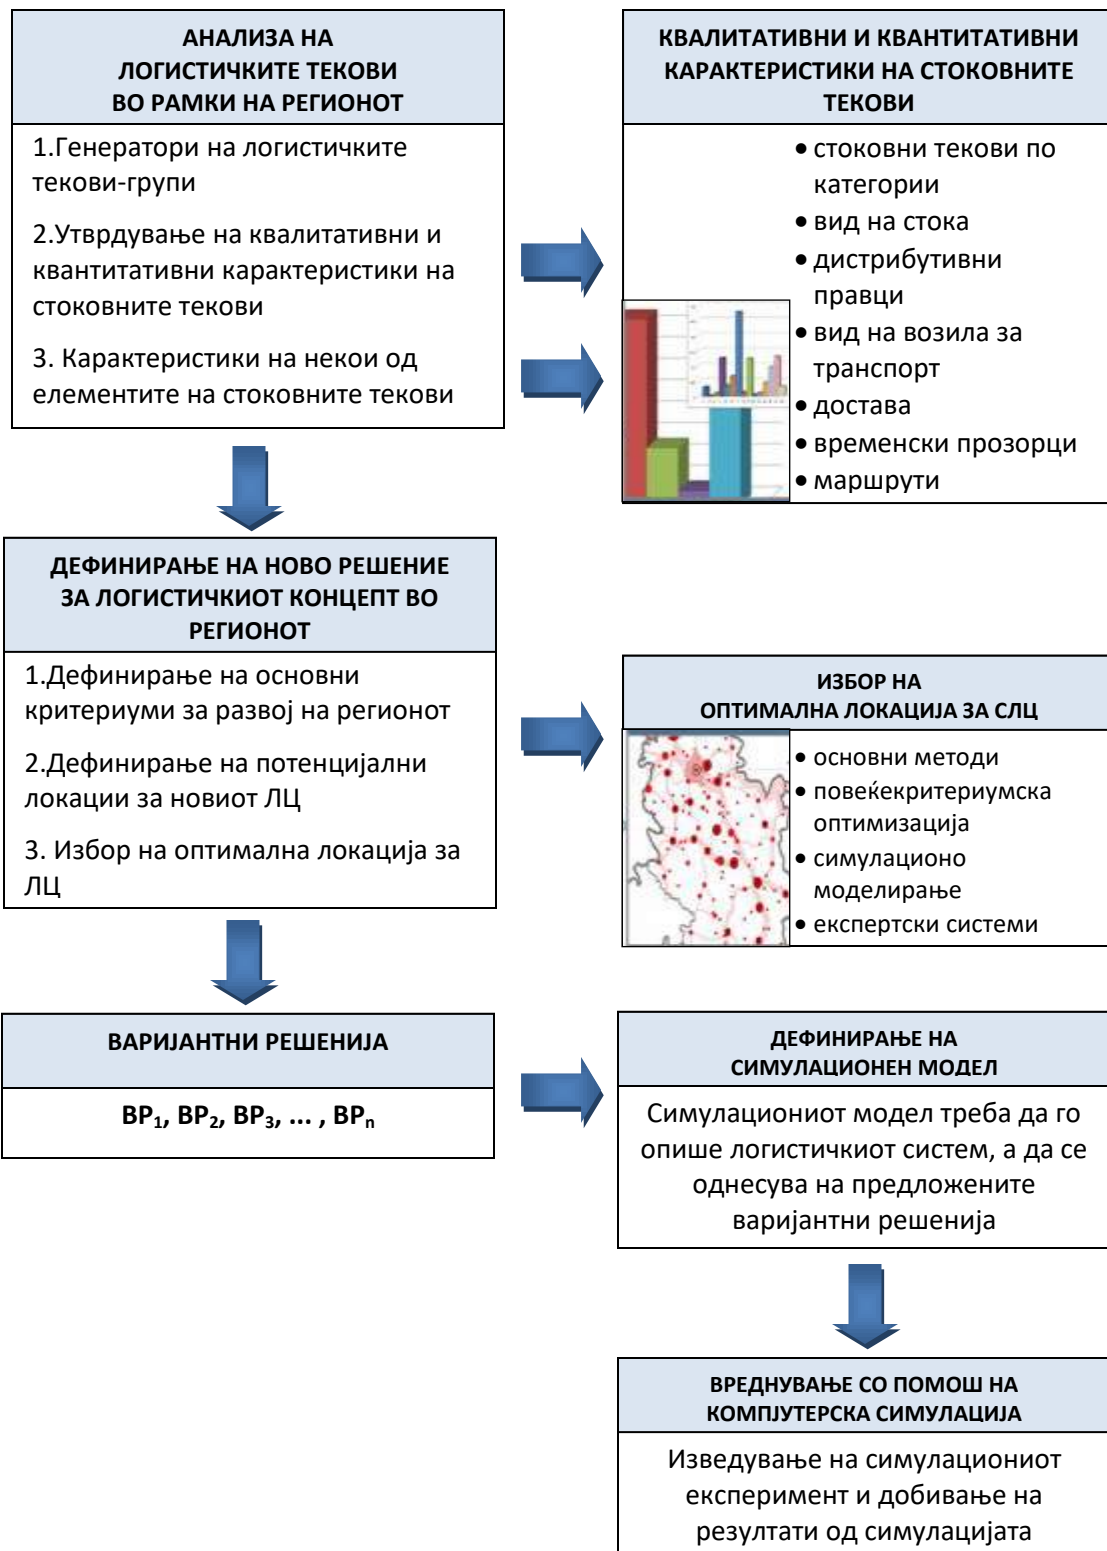 АНАЛИЗА НА
ЛОГИСТИЧКИТЕ ТЕКОВИ
ВО РАМКИ НА РЕГИОНОТ
1.Генератори на логистичките
текови-групи
2.Утврдување на квалитативни и
квантитативни карактеристики на
стоковните текови
3. Карактеристики на некои од
елементите на стоковните текови
КВАЛИТАТИВНИ И КВАНТИТАТИВНИ
КАРАКТЕРИСТИКИ НА СТОКОВНИТЕ
ТЕКОВИ
• стоковни текови по
категории
• вид на стока
• дистрибутивни
правци
• вид на возила за
транспорт
• достава
• временски прозорци
• маршрути
ДЕФИНИРАЊЕ НА НОВО РЕШЕНИЕ
ЗА ЛОГИСТИЧКИОТ КОНЦЕПТ ВО
РЕГИОНОТ
1.Дефинирање на основни
критериуми за развој на регионот
2.Дефинирање на потенцијални
локации за новиот ЛЦ
3. Избор на оптимална локација за
ЛЦ
ИЗБОР НА
ОПТИМАЛНА ЛОКАЦИЈА ЗА СЛЦ
• основни методи
• повеќекритериумска
оптимизација
• симулационо
моделирање
• експертски системи
ВАРИЈАНТНИ РЕШЕНИЈА
ВР₁, ВР₂, ВР₃, ... , ВРₙ
ДЕФИНИРАЊЕ НА
СИМУЛАЦИОНЕН МОДЕЛ
Симулациониот модел треба да го
опише логистичкиот систем, а да се
однесува на предложените
варијантни решенија
ВРЕДНУВАЊЕ СО ПОМОШ НА
КОМПЈУТЕРСКА СИМУЛАЦИЈА
Изведување на симулациониот
експеримент и добивање на
резултати од симулацијата